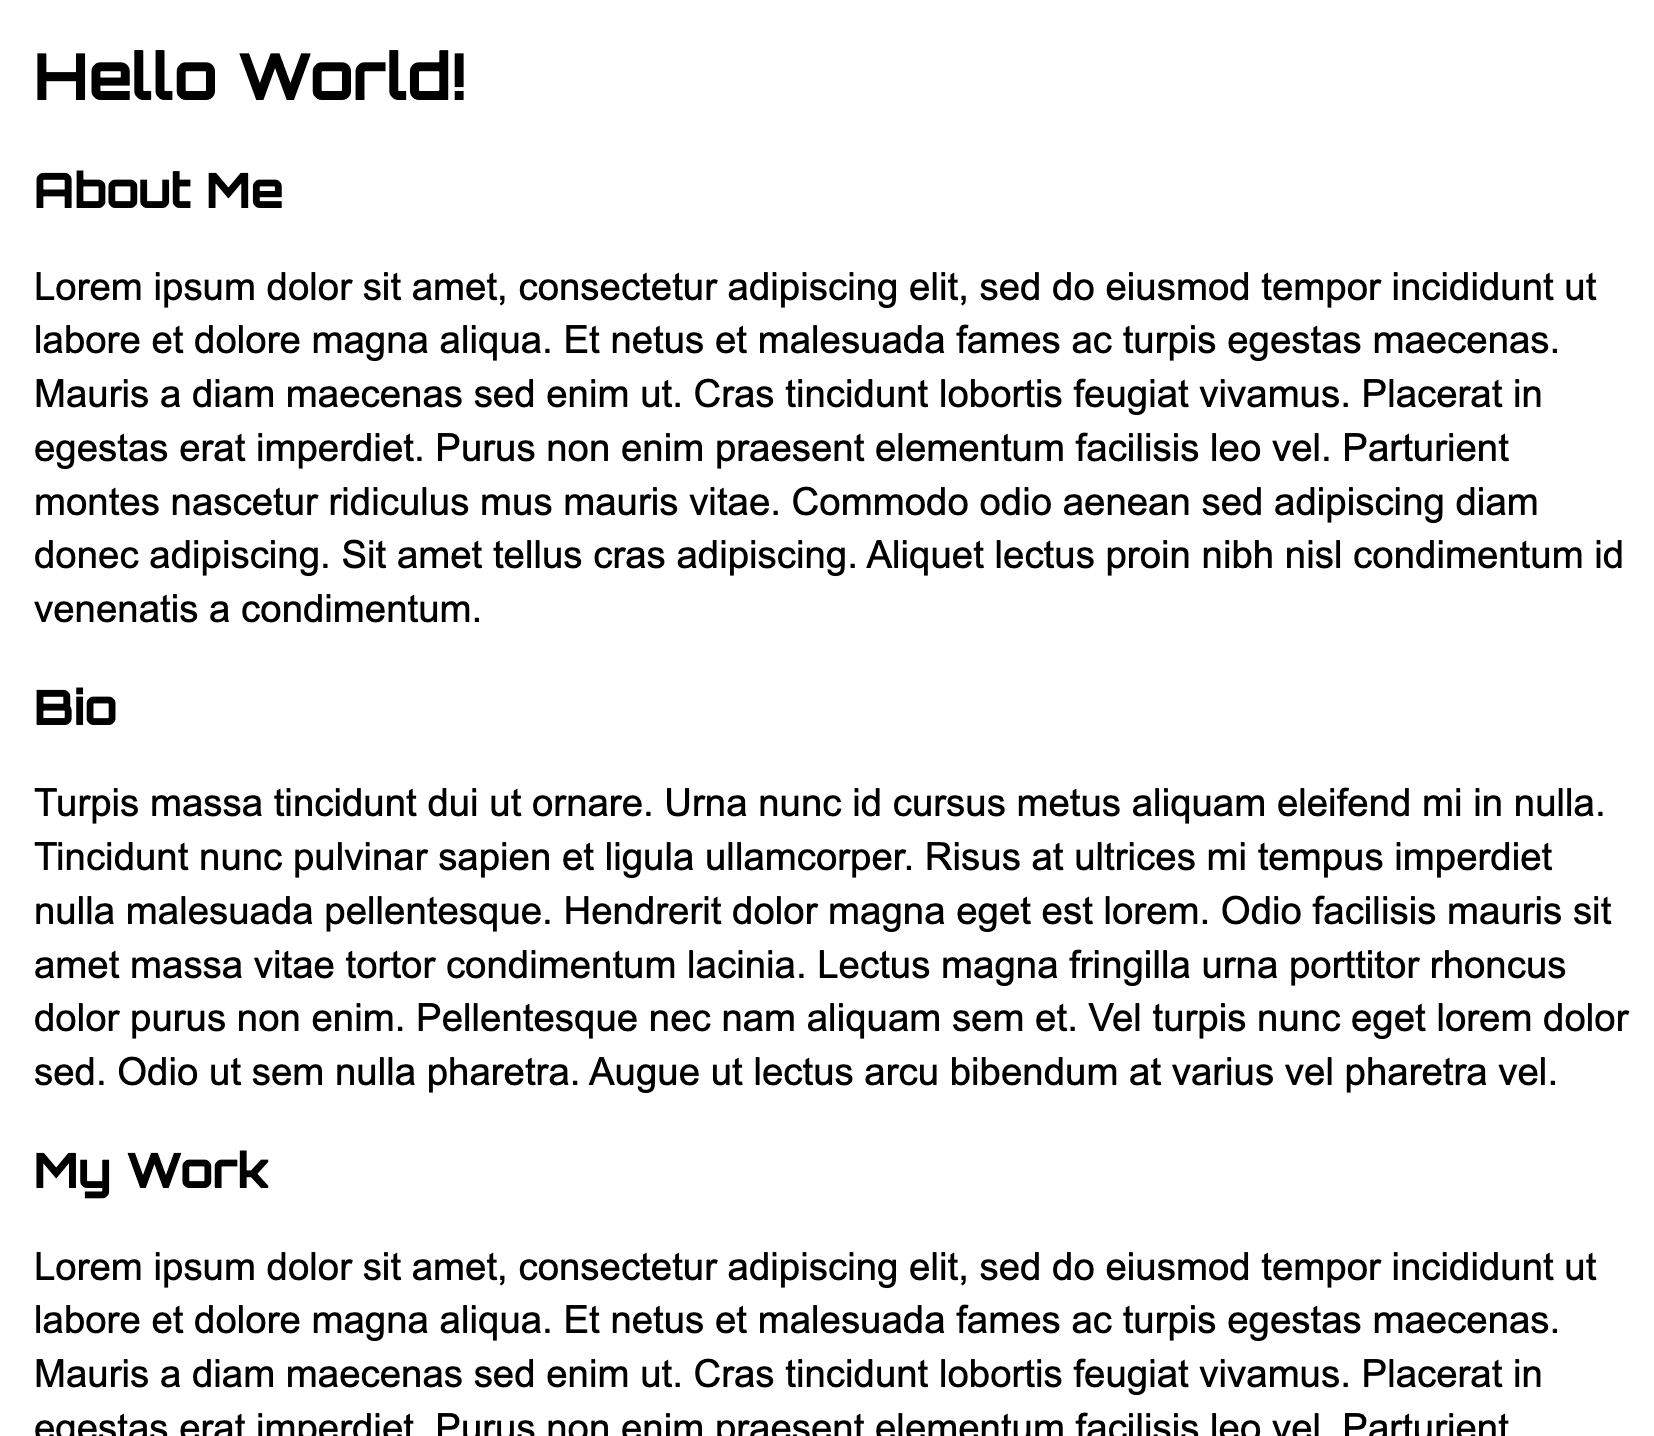 Hello World!
About Me
Lorem ipsum dolor sit amet, consectetur adipiscing elit, sed do eiusmod tempor incididunt ut
labore et dolore magna aliqua. Et netus et malesuada fames ac turpis egestas maecenas.
Mauris a diam maecenas sed enim ut. Cras tincidunt lobortis feugiat vivamus. Placerat in
egestas erat imperdiet. Purus non enim praesent elementum facilisis leo vel. Parturient
montes nascetur ridiculus mus mauris vitae. Commodo odio aenean sed adipiscing diam
donec adipiscing. Sit amet tellus cras adipiscing. Aliquet lectus proin nibh nisl condimentum id
venenatis a condimentum.
Bio
Turpis massa tincidunt dui ut ornare. Urna nunc id cursus metus aliquam eleifend mi in nulla.
Tincidunt nunc pulvinar sapien et ligula ullamcorper. Risus at ultrices mi tempus imperdiet
nulla malesuada pellentesque. Hendrerit dolor magna eget est lorem. Odio facilisis mauris sit
amet massa vitae tortor condimentum lacinia. Lectus magna fringilla urna porttitor rhoncus
dolor purus non enim. Pellentesque nec nam aliquam sem et. Vel turpis nunc eget lorem dolor
sed. Odio ut sem nulla pharetra. Augue ut lectus arcu bibendum at varius vel pharetra vel.
My Work
Lorem ipsum dolor sit amet, consectetur adipiscing elit, sed do eiusmod tempor incididunt ut
labore et dolore magna aliqua. Et netus et malesuada fames ac turpis egestas maecenas.
Mauris a diam maecenas sed enim ut. Cras tincidunt lobortis feugiat vivamus. Placerat in
egestas erat imperdiet. Purus non enim praesent elementum facilisis leo vel. Parturient